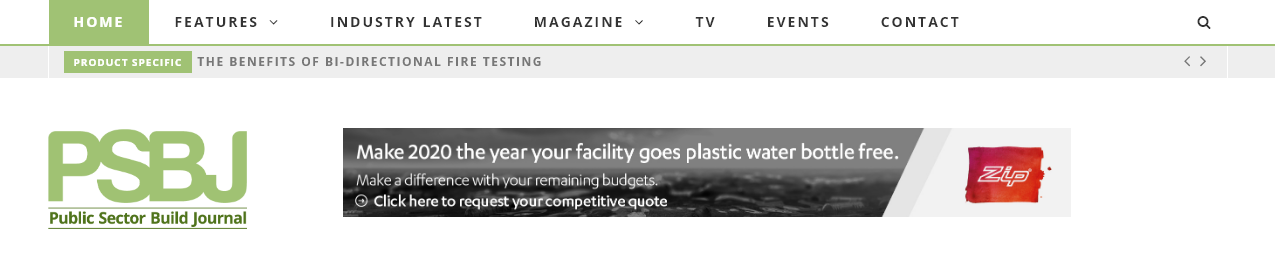 HOME FEATURES INDUSTRY LATEST MAGAZINE TV EVENTS CONTACT
PRODUCT SPECIFIC THE BENEFITS OF BI-DIRECTIONAL FIRE TESTING
PSBJ
Public Sector Build Journal
Make 2020 the year your facility goes plastic water bottle free.
Make a difference with your remaining budgets.
Click here to request your competitive quote
Zip